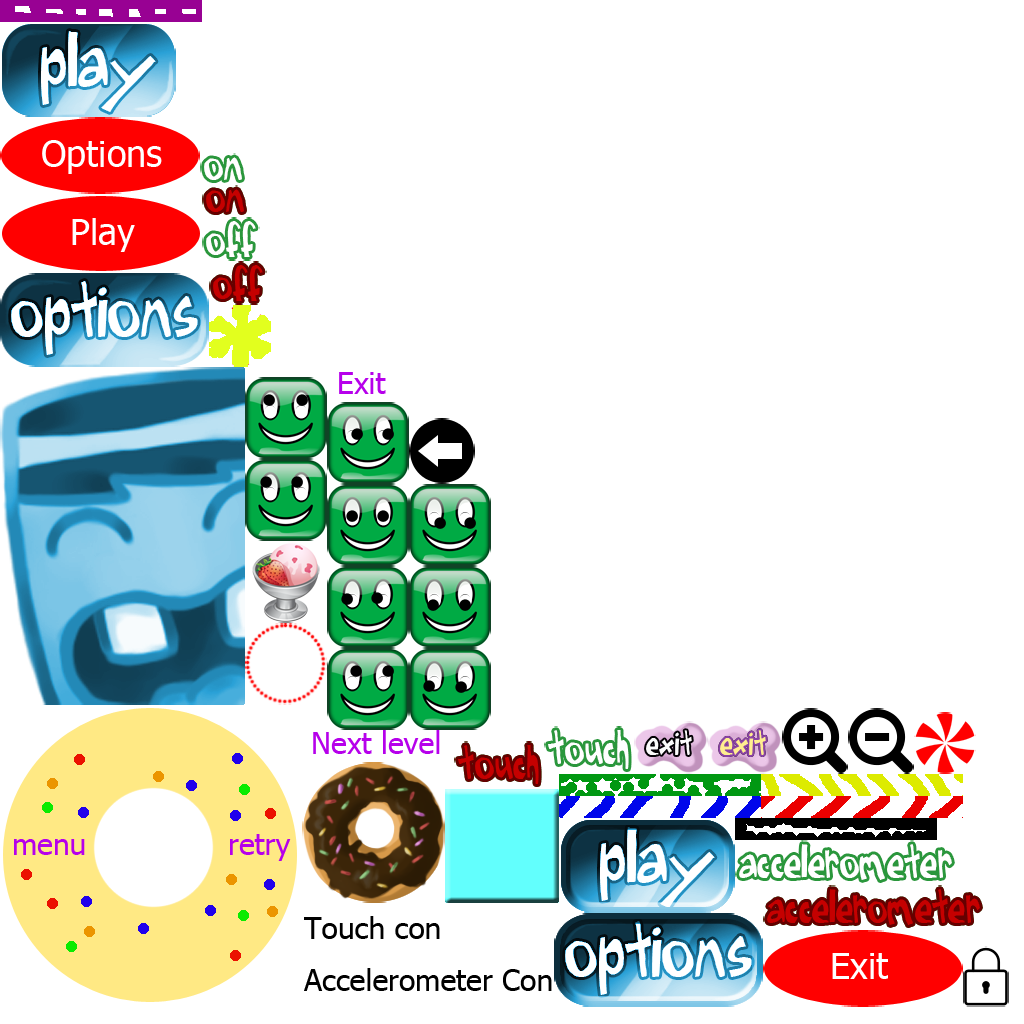 play
Options
on
on
Play
off
off
options
Exit
Next level
touch
touch
exit
exit
menu
retry
play
accelerometer
accelerometer
Touch con
options
Exit
Accelerometer Con